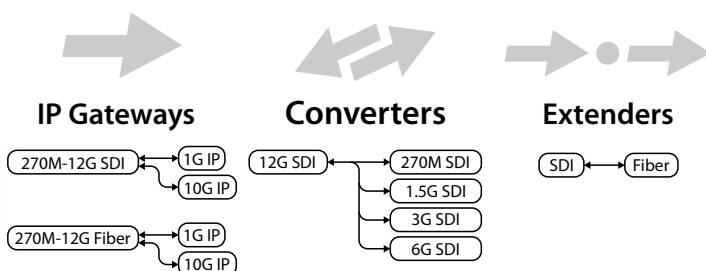 IP Gateways
270M-12G SDI
1G IP
10G IP
270M-12G Fiber
1G IP
10G IP
Converters
12G SDI
270M SDI
1.5G SDI
3G SDI
6G SDI
Extenders
SDI
Fiber